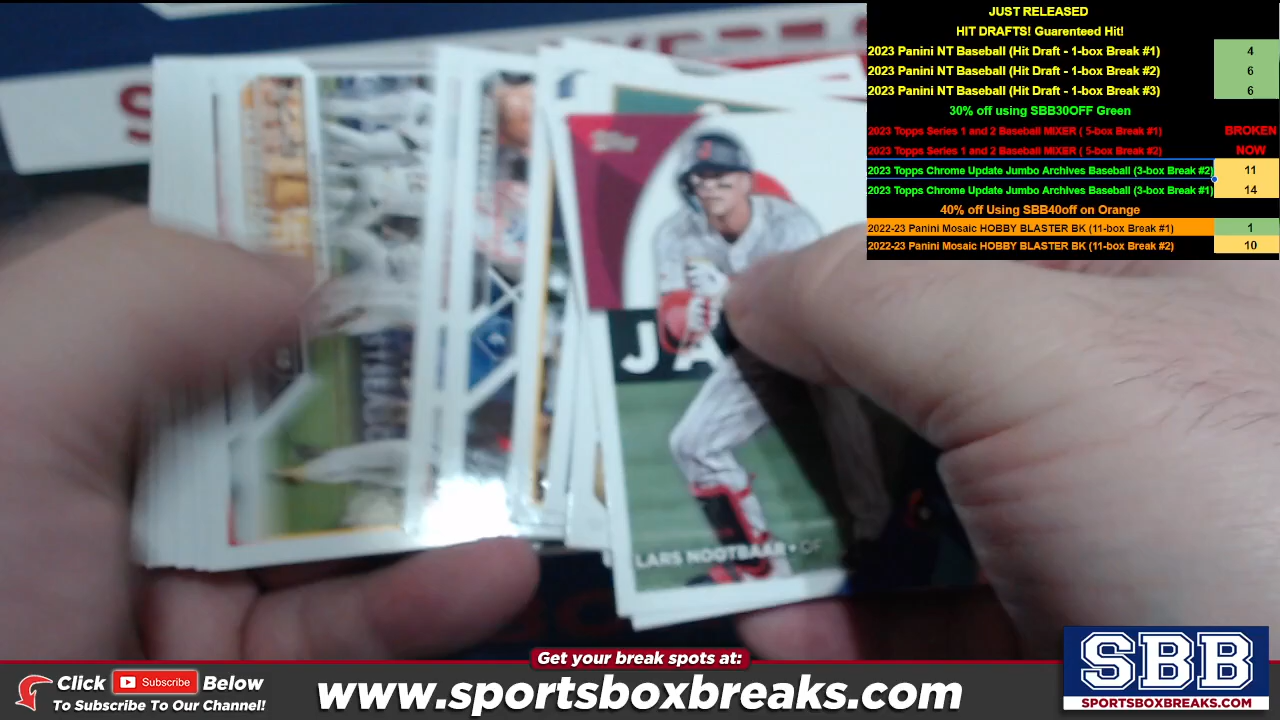 JUST RELEASED
HIT DRAFTS! Guarenteed Hit!
2023 Panini NT Baseball (Hit Draft - 1-box Break #1) 4
2023 Panini NT Baseball (Hit Draft - 1-box Break #2) 6
2023 Panini NT Baseball (Hit Draft - 1-box Break #3) 6
30% off using SBB30OFF Green
2023 Topps Series 1 and 2 Baseball MIXER ( 5-box Break #1) BROKEN
2023 Topps Series 1 and 2 Baseball MIXER ( 5-box Break #2) NOW
2023 Topps Chrome Update Jumbo Archives Baseball (3-box Break #2) 11
2023 Topps Chrome Update Jumbo Archives Baseball (3-box Break #1) 14
40% off Using SBB40off on Orange
2022-23 Panini Mosaic HOBBY BLASTER BK (11-box Break #1) 1
2022-23 Panini Mosaic HOBBY BLASTER BK (11-box Break #2) 10
Topps
JA
LARS NOOTBAAR • OF
Get your break spots at:
Click Subscribe Below
To Subscribe To Our Channel!
www.sportsboxbreaks.com
SBB
SPORTSBOXBREAKS.COM